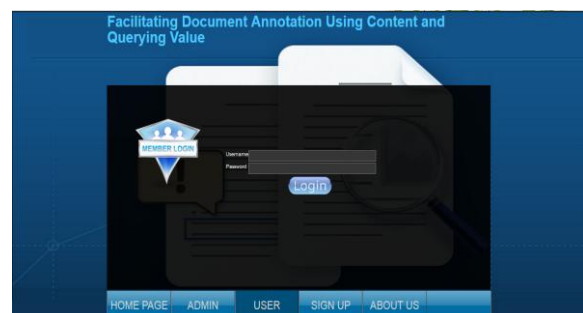 Facilitating Document Annotation Using Content and
Querying Value
MEMBER LOGIN
Username
Password
Login
HOME PAGE ADMIN USER SIGN UP ABOUT US